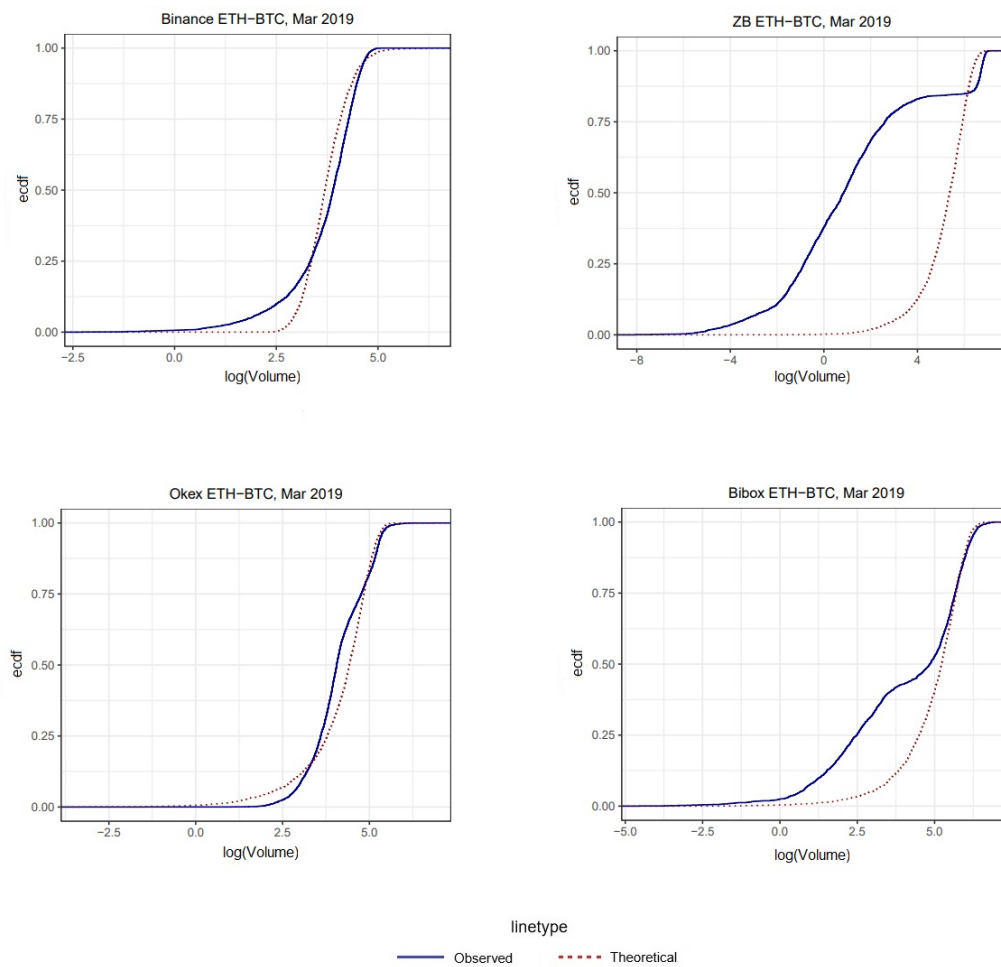 Binance ETH−BTC, Mar 2019
1.00
0.75
0.50
0.25
0.00
ecdf
−2.5 0.0 2.5 5.0
log(Volume)
ZB ETH−BTC, Mar 2019
1.00
0.75
0.50
0.25
0.00
ecdf
−8 −4 0 4
log(Volume)
Okex ETH−BTC, Mar 2019
1.00
0.75
0.50
0.25
0.00
ecdf
−2.5 0.0 2.5 5.0
log(Volume)
Bibox ETH−BTC, Mar 2019
1.00
0.75
0.50
0.25
0.00
ecdf
−5.0 −2.5 0.0 2.5 5.0
log(Volume)
linetype
Observed Theoretical